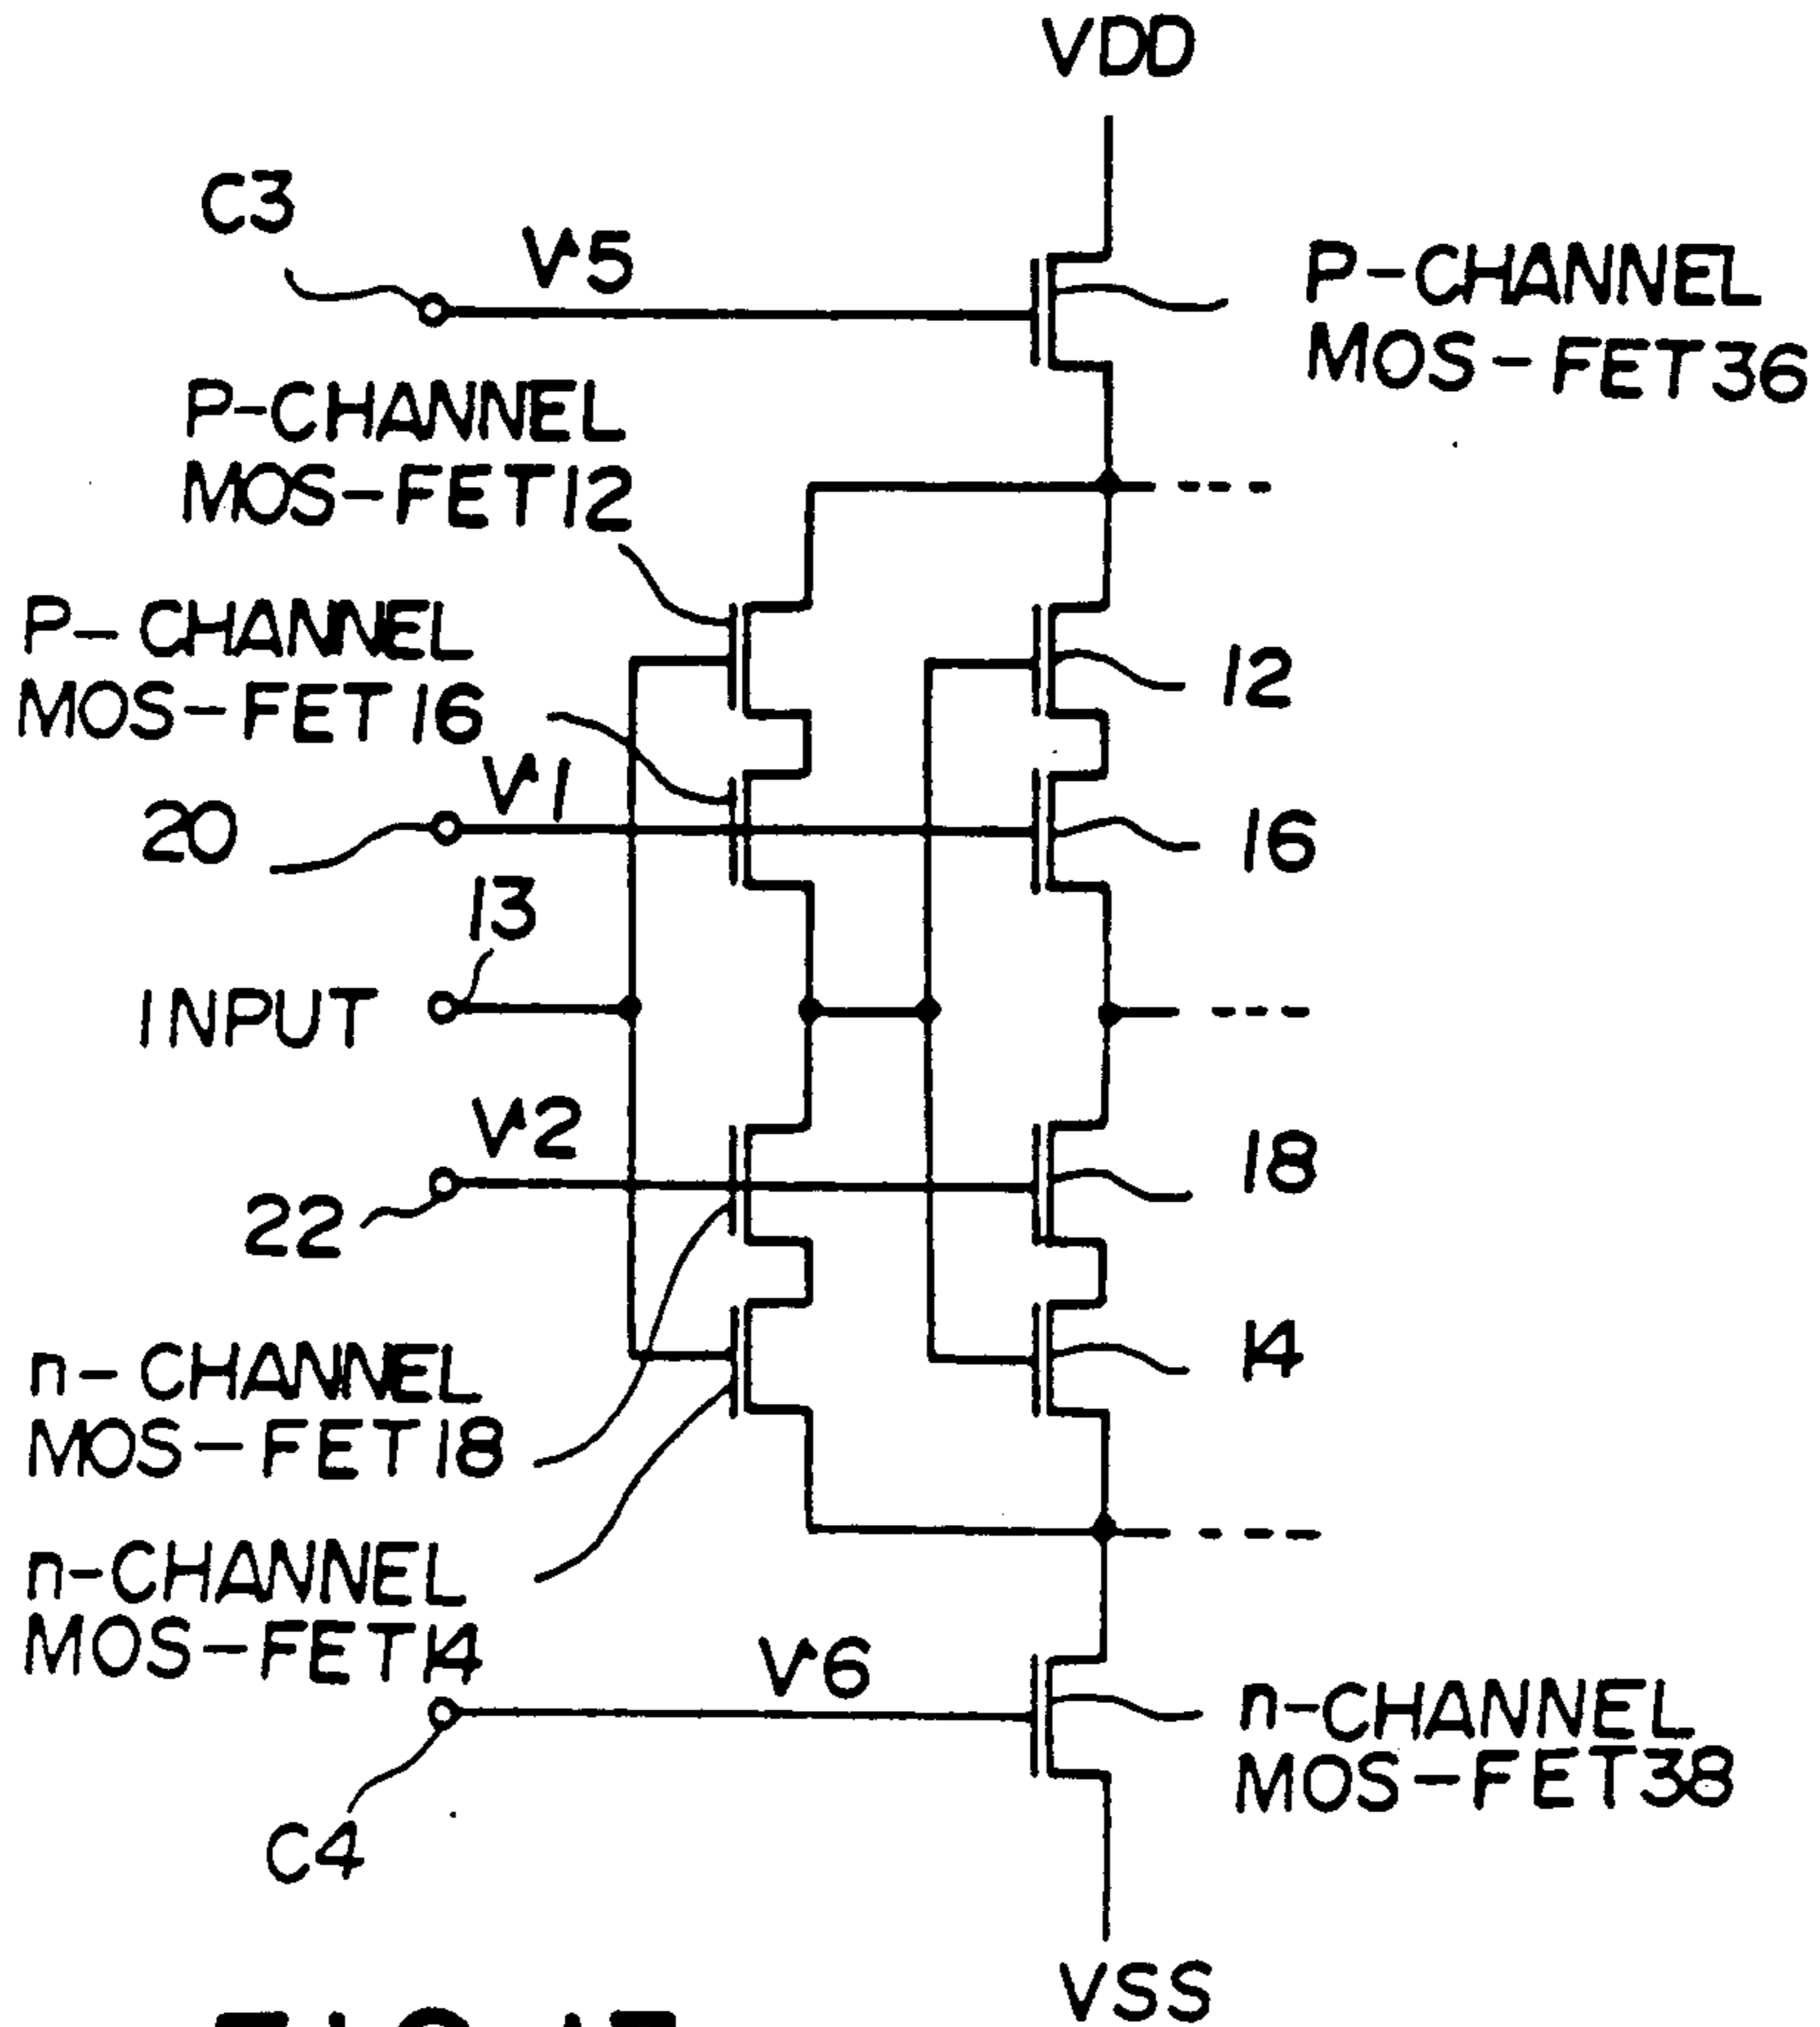 VDD
C3
V5
P-CHANNEL
MOS-FET36
P-CHANNEL
MOS-FET12
P-CHANNEL
MOS-FET16
12
V1
20
16
13
INPUT
V2
18
22
14
n-CHANNEL
MOS-FET18
n-CHANNEL
MOS-FET14
V6
n-CHANNEL
MOS-FET38
C4
VSS